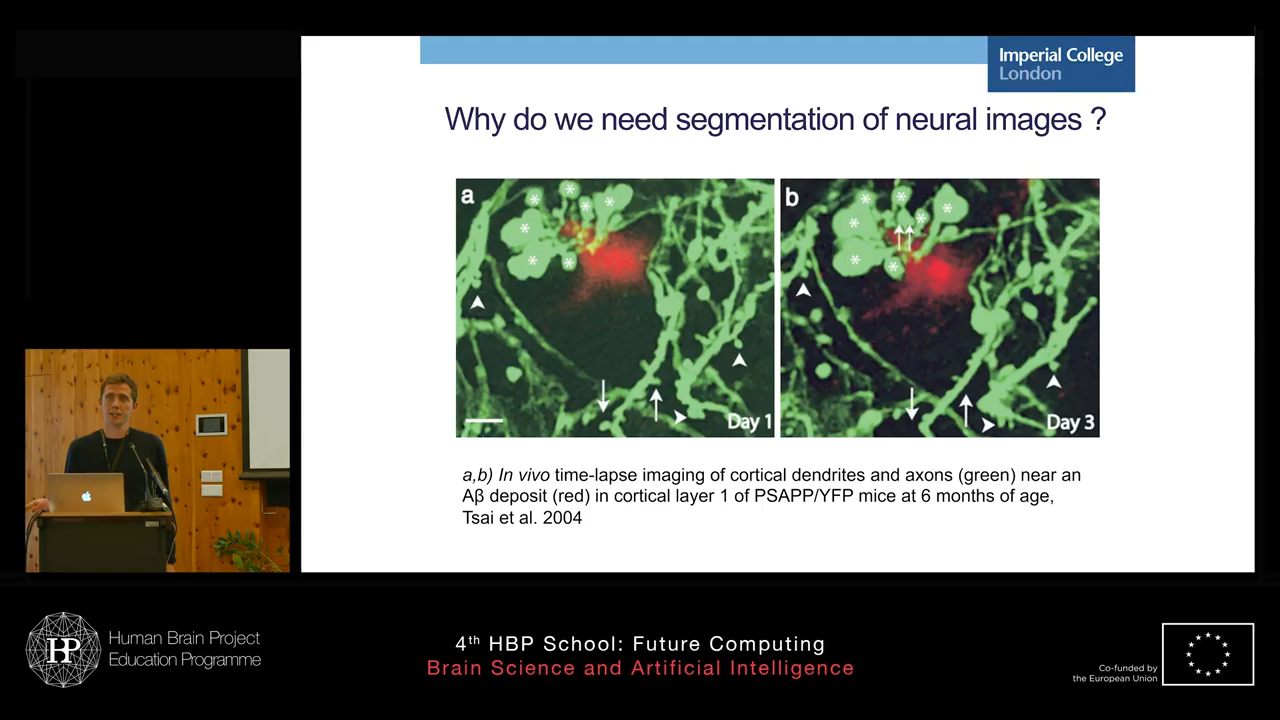 Imperial College
London
Why do we need segmentation of neural images ?
a
b
Day 1
Day 3
a,b) In vivo time-lapse imaging of cortical dendrites and axons (green) near an
Aβ deposit (red) in cortical layer 1 of PSAPP/YFP mice at 6 months of age,
Tsai et al. 2004
HBP
Human Brain Project
Education Programme
4th HBP School: Future Computing
Brain Science and Artificial Intelligence
Co-funded by
the European Union